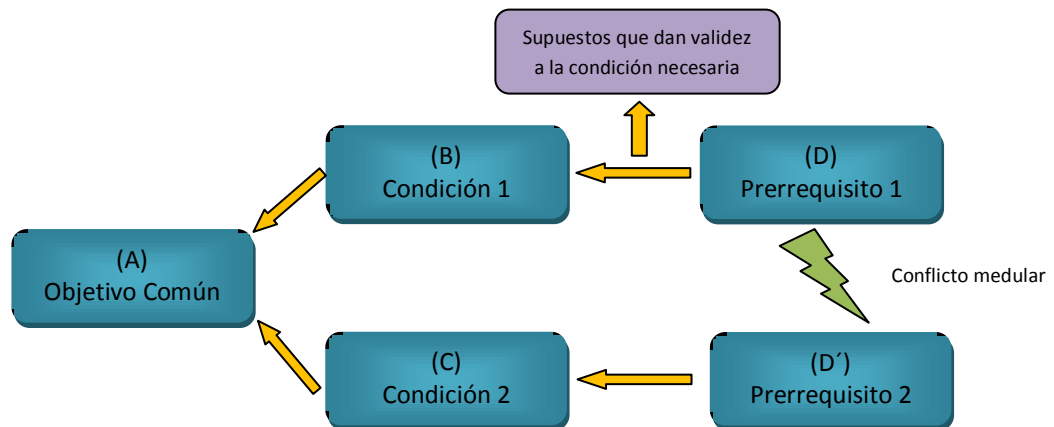 Supuestos que dan validez
a la condición necesaria
(B)
Condición 1
(D)
Prerrequisito 1
(A)
Objetivo Común
Conflicto medular
(C)
Condición 2
(D´)
Prerrequisito 2